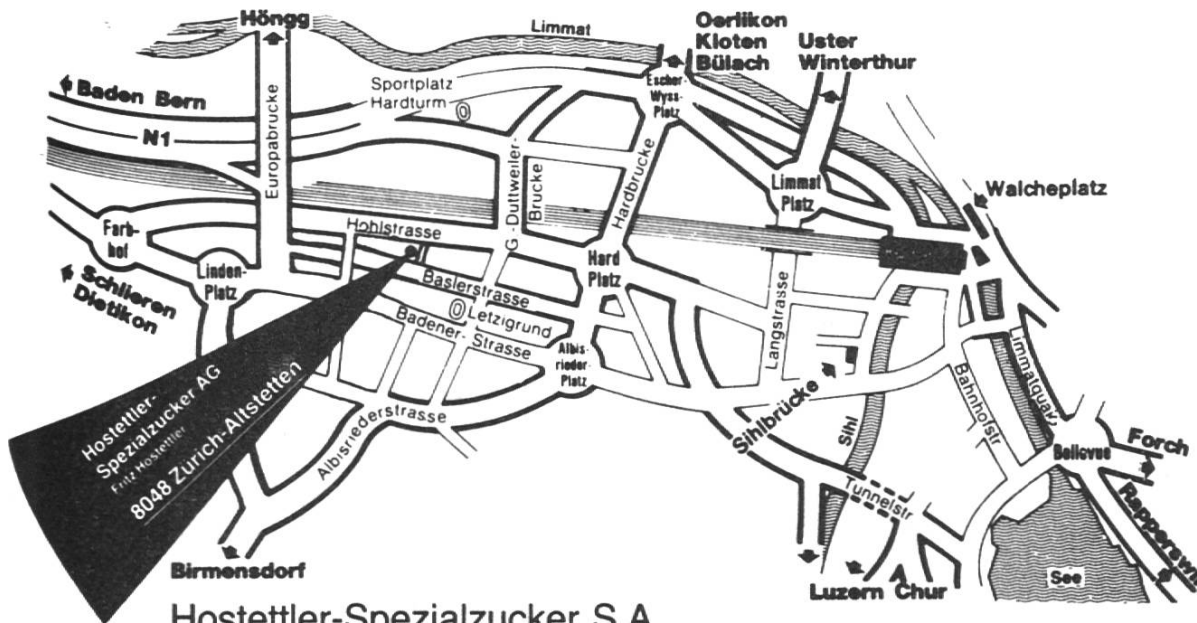 Höngg
Limmat
Oerlikon
Kloten
Bülach
Uster
Winterthur
Baden Bern
N1
Sportplatz
Hardturm
Escher-
Wyss-
Platz
Europabrucke
G.-Duttweiler-
Brucke
Hardbrucke
Limmat
Platz
Walcheplatz
Farb-
hof
Hohlstrasse
Linden-
Platz
Hard
Platz
Schlieren
Dietikon
Baslerstrasse
Letzigrund
Badener-Strasse
Langstrasse
Albis-
rieder-
Platz
Albisriederstrasse
Sihlbrücke
Sihl
Bahnhofstr
Limmatquai
Bellevue
Forch
Rapperswil
Tunnelstr
Hostettler-
Spezialzucker AG
Fritz Hostettler
8048 Zurich-Altstetten
Birmensdorf
Luzern Chur
See
Hostettler-Spezialzucker S.A.